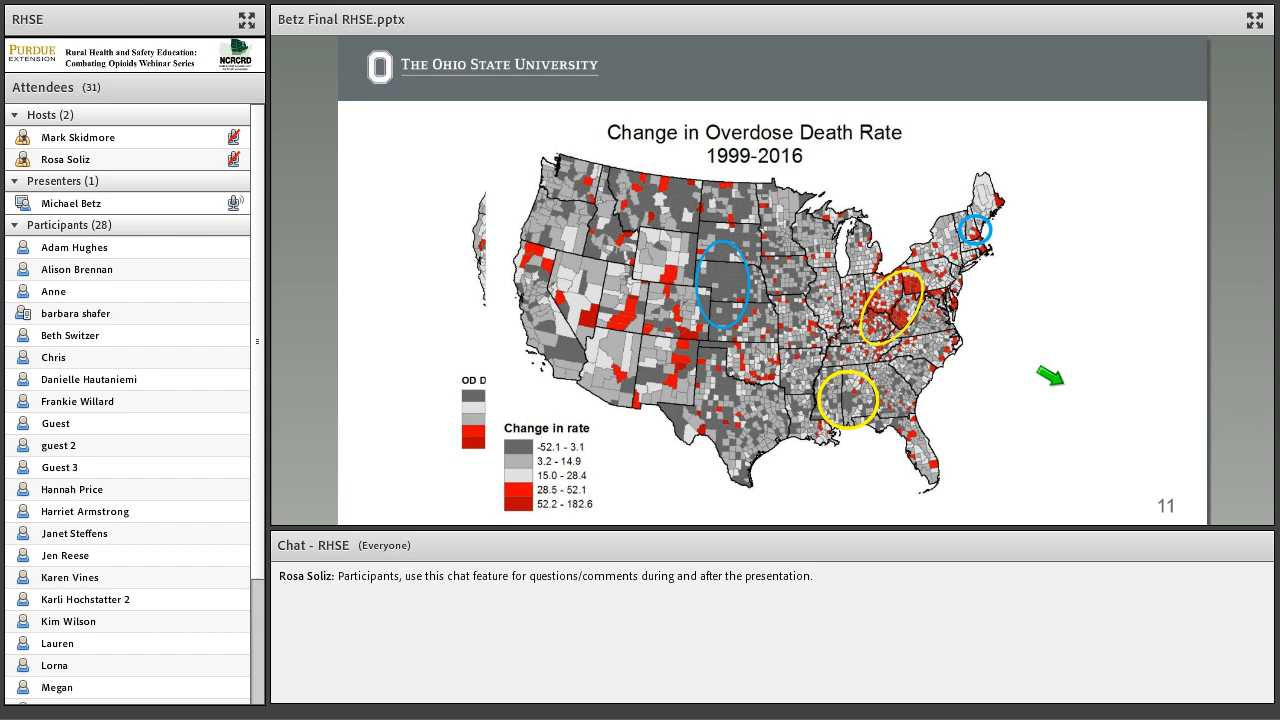 RHSE
PURDUE
EXTENSION
Rural Health and Safety Education:
Combating Opioids Webinar Series
NCRCRD
Attendees (31)
Hosts (2)
Mark Skidmore
Rosa Soliz
Presenters (1)
Michael Betz
Participants (28)
Adam Hughes
Alison Brennan
Anne
barbara shafer
Beth Switzer
Chris
Danielle Hautaniemi
Frankie Willard
Guest
guest 2
Guest 3
Hannah Price
Harriet Armstrong
Janet Steffens
Jen Reese
Karen Vines
Karli Hochstatter 2
Kim Wilson
Lauren
Lorna
Megan
Betz Final RHSE.pptx
THE OHIO STATE UNIVERSITY
Change in Overdose Death Rate
1999-2016
OD D
Change in rate
-52.1 - 3.1
3.2 - 14.9
15.0 - 28.4
28.5 - 52.1
52.2 - 182.6
11
Chat - RHSE (Everyone)
Rosa Soliz: Participants, use this chat feature for questions/comments during and after the presentation.